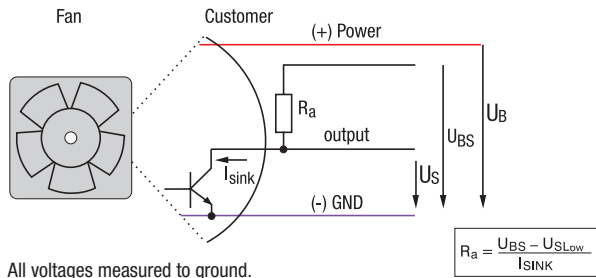 Fan
Customer
(+) Power
Ra
output
Isink
US
UBS
UB
(-) GND
Ra = UBS – USLow
ISINK
All voltages measured to ground.